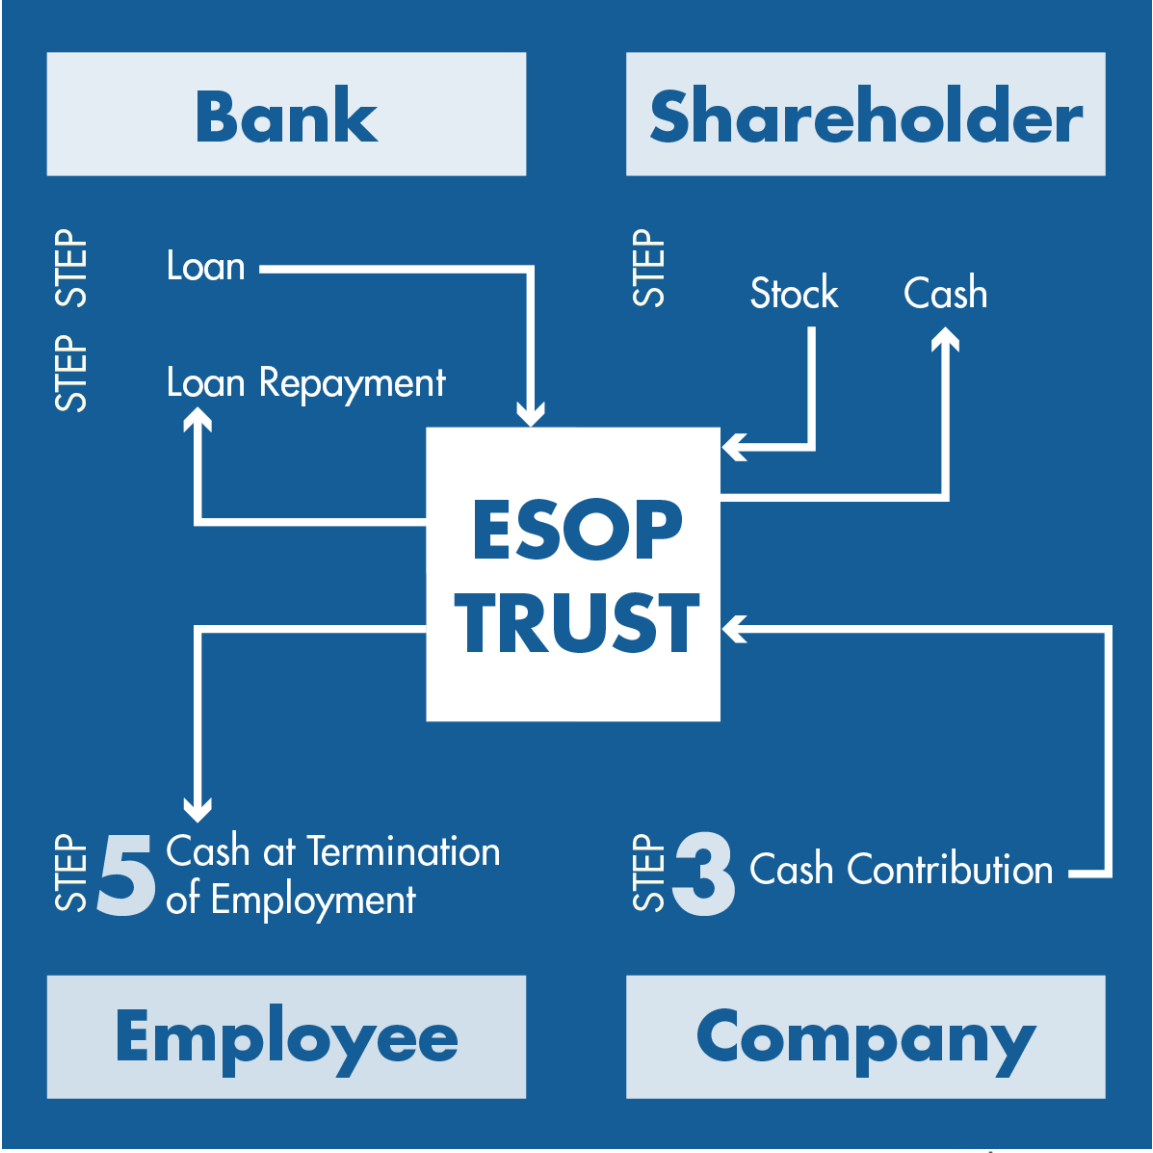 Bank
Shareholder
STEP
Loan
STEP
Loan Repayment
STEP
Stock
Cash
ESOP
TRUST
STEP 5 Cash at Termination
of Employment
STEP 3 Cash Contribution
Employee
Company